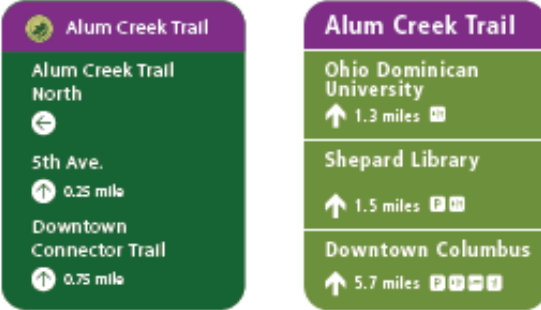 Alum Creek Trail
Alum Creek Trail
North
5th Ave.
0.25 mile
Downtown
Connector Trail
0.75 mile
Alum Creek Trail
Ohio Dominican
University
1.3 miles
Shepard Library
1.5 miles P
Downtown Columbus
5.7 miles P